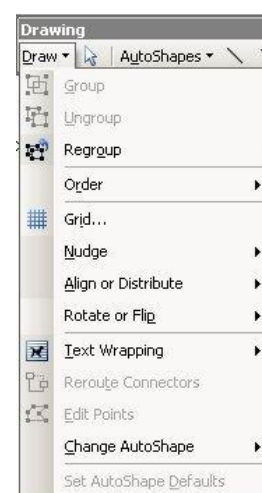 Drawing
Draw AutoShapes
Group
Ungroup
Regroup
Order
Grid...
Nudge
Align or Distribute
Rotate or Flip
Text Wrapping
Reroute Connectors
Edit Points
Change AutoShape
Set AutoShape Defaults